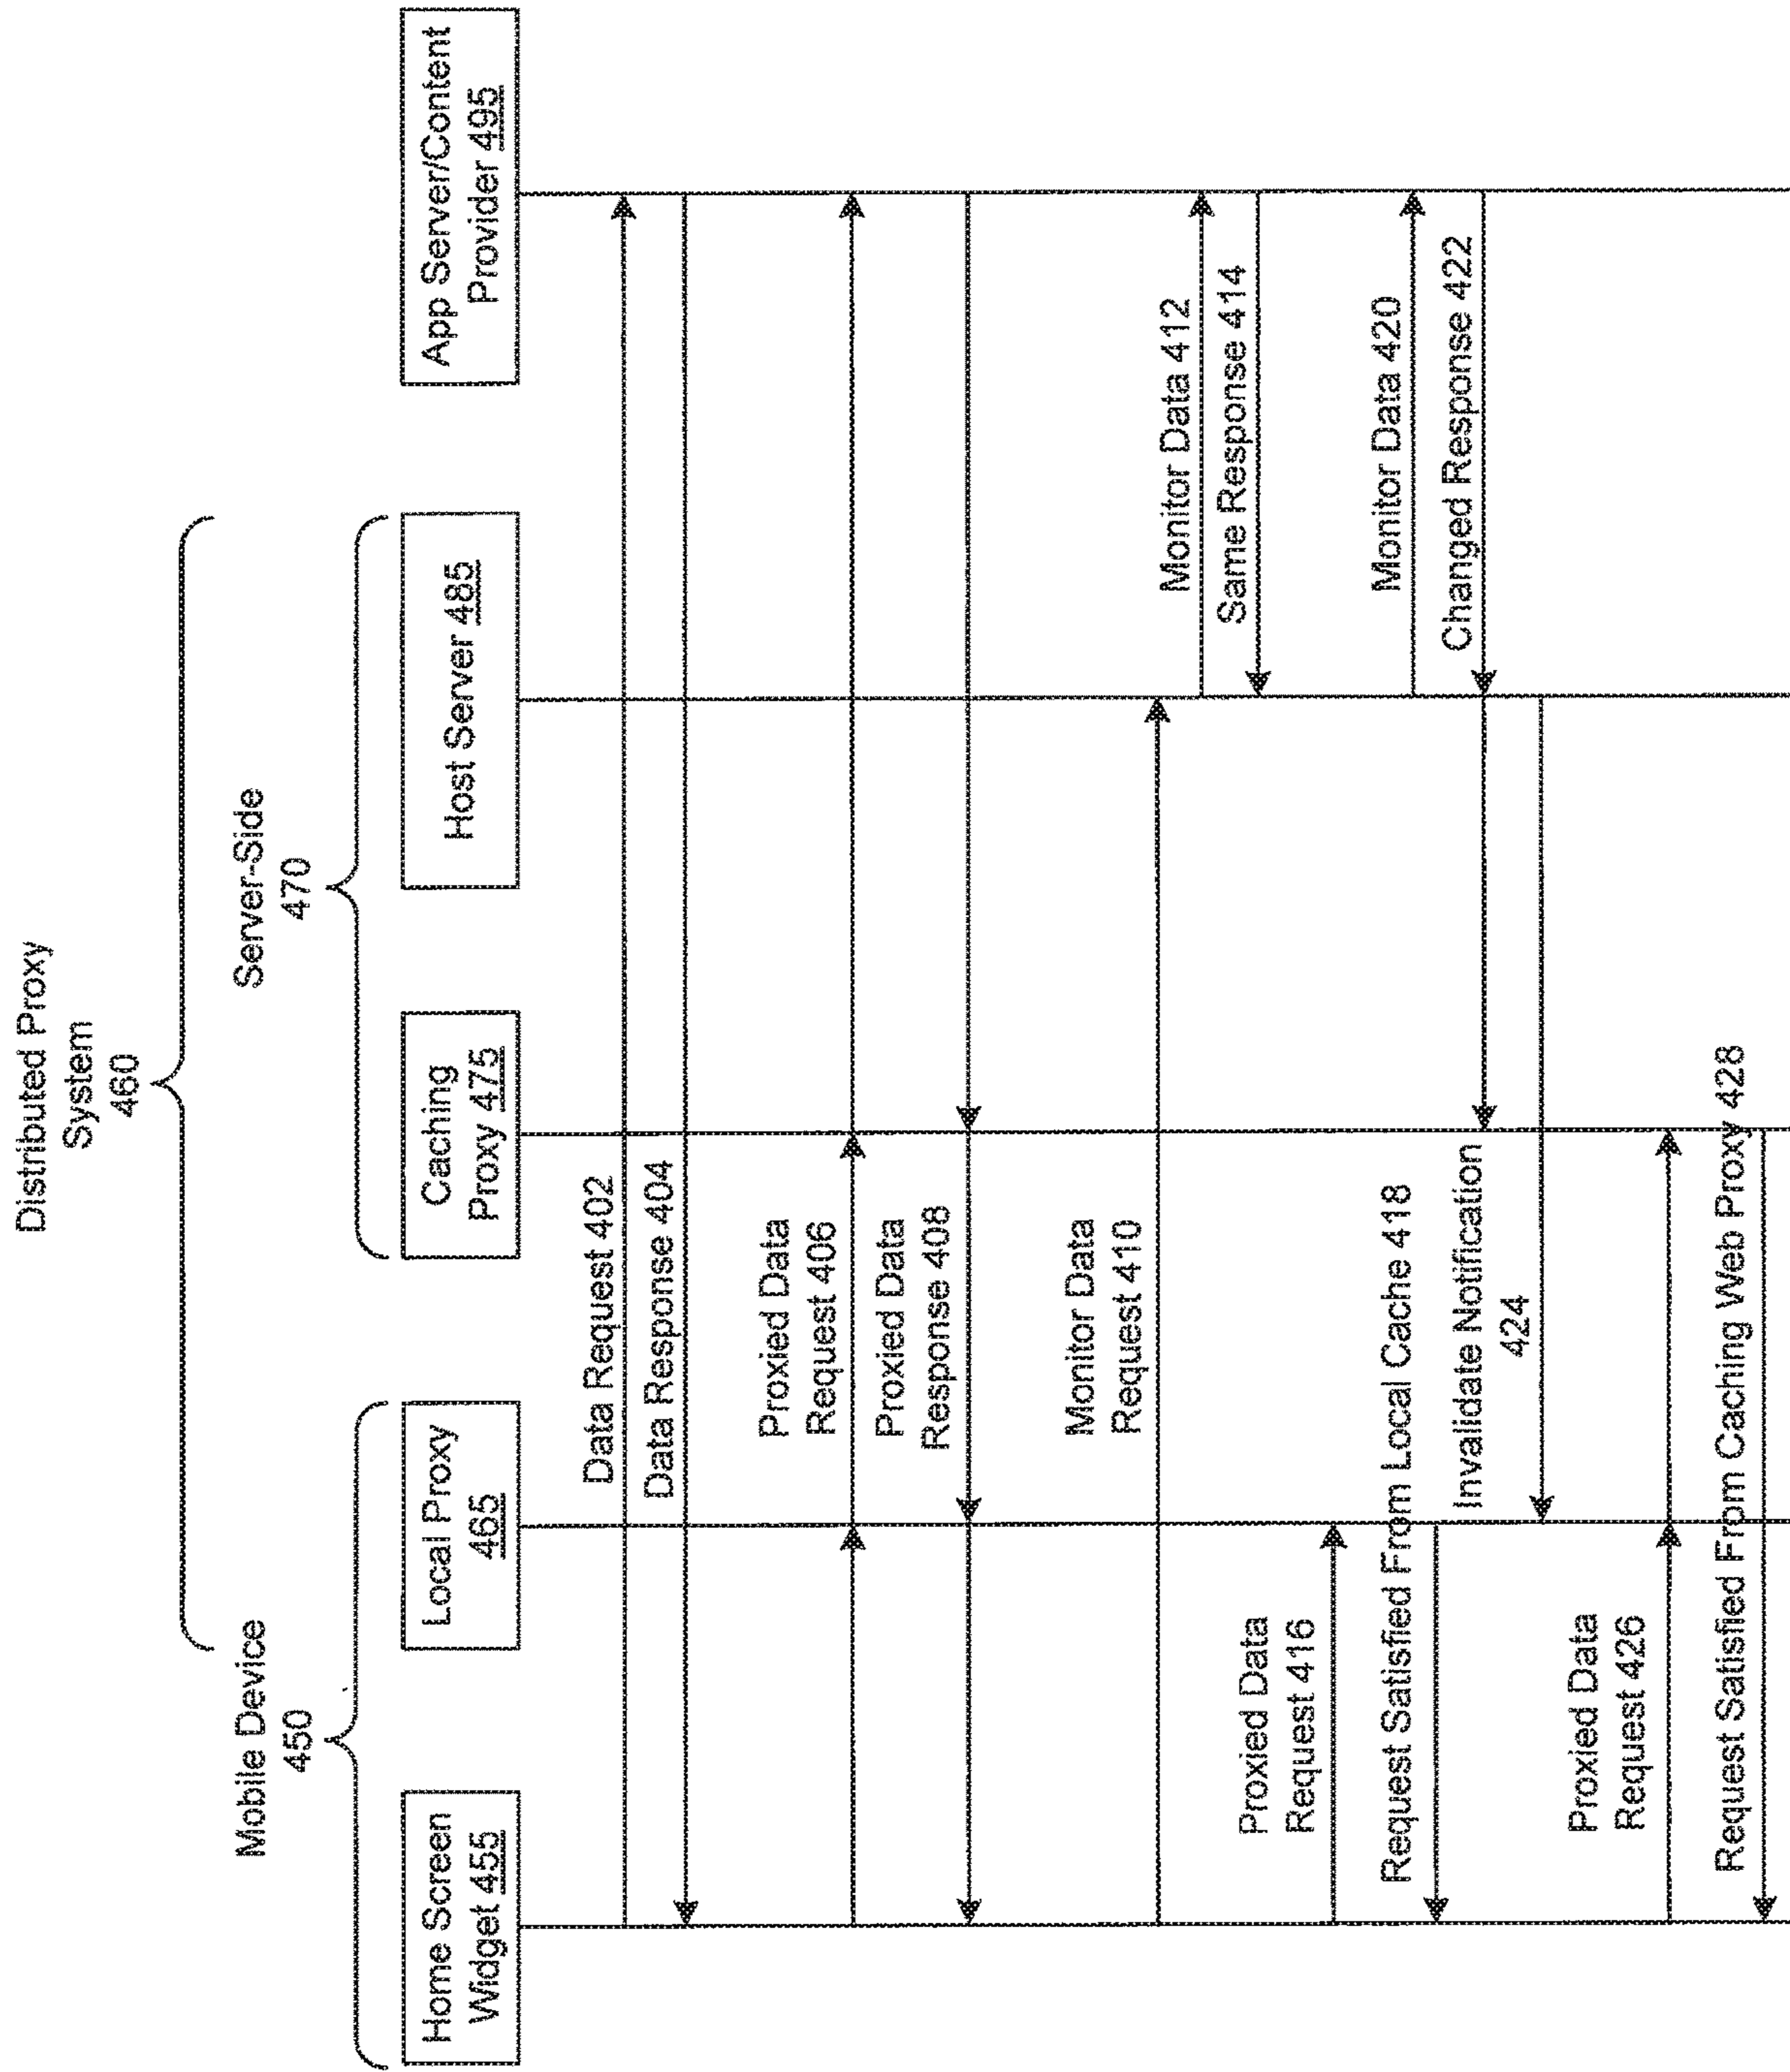 Distributed Proxy
System
460
Mobile Device
450
Server-Side
470
Home Screen
Widget 455
Local Proxy
465
Caching
Proxy 475
Host Server 485
App Server/Content
Provider 495
Data Request 402
Data Response 404
Proxied Data
Request 406
Proxied Data
Response 408
Monitor Data
Request 410
Monitor Data 412
Same Response 414
Proxied Data
Request 416
Request Satisfied From Local Cache 418
Monitor Data 420
Changed Response 422
Invalidate Notification
424
Proxied Data
Request 426
Request Satisfied From Caching Web Proxy 428